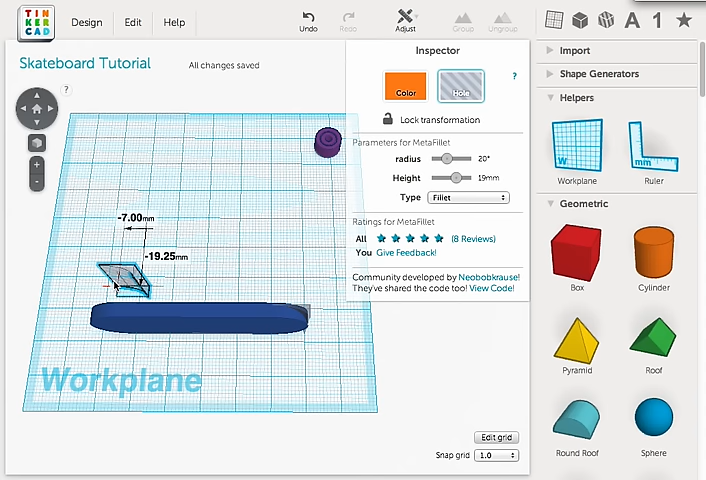 TIN
KER
CAD
Design
Edit
Help
Undo
Redo
Adjust
Group
Ungroup
A 1
Skateboard Tutorial
All changes saved
?
Inspector
Color
Hole
?
Lock transformation
Parameters for MetaFillet
radius 20°
Height 19mm
Type Fillet
Ratings for MetaFillet
All (8 Reviews)
You Give Feedback!
Community developed by Neobobkrause!
They've shared the code too! View Code!
-7.00mm
-19.25mm
Workplane
Edit grid
Snap grid 1.0
Import
Shape Generators
Helpers
W
mm
Workplane
Ruler
Geometric
Box
Cylinder
Pyramid
Roof
Round Roof
Sphere